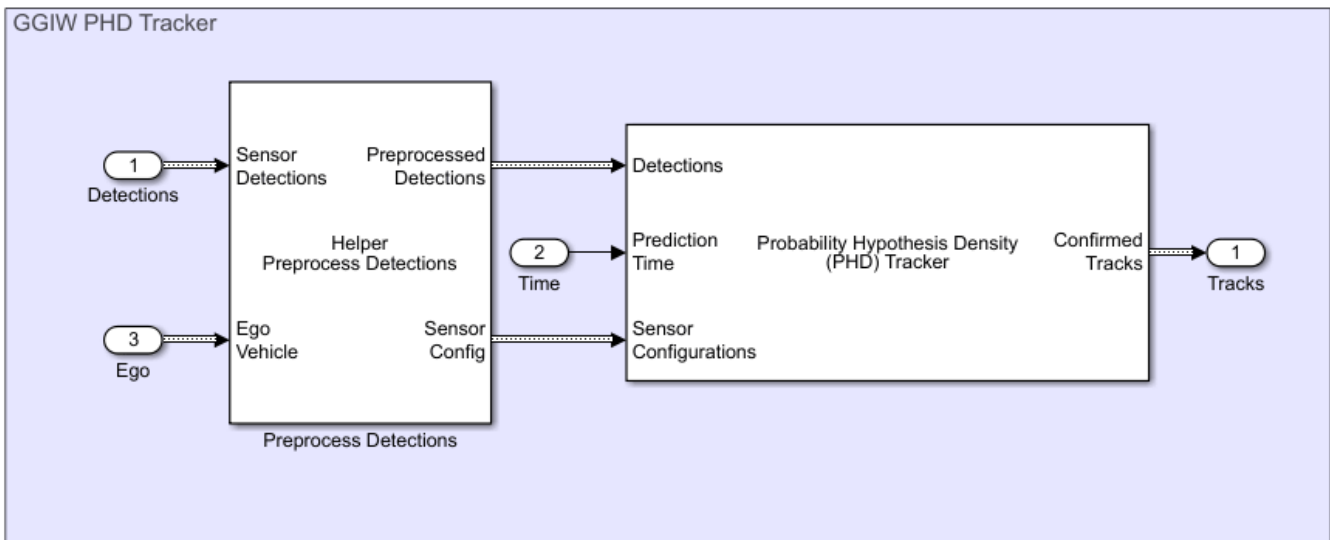 GGIW PHD Tracker
1
Detections
Sensor
Detections
Preprocessed
Detections
Helper
Preprocess Detections
3
Ego
Ego
Vehicle
Sensor
Config
Preprocess Detections
2
Time
Detections
Prediction
Time
Probability Hypothesis Density
(PHD) Tracker
Confirmed
Tracks
Sensor
Configurations
1
Tracks